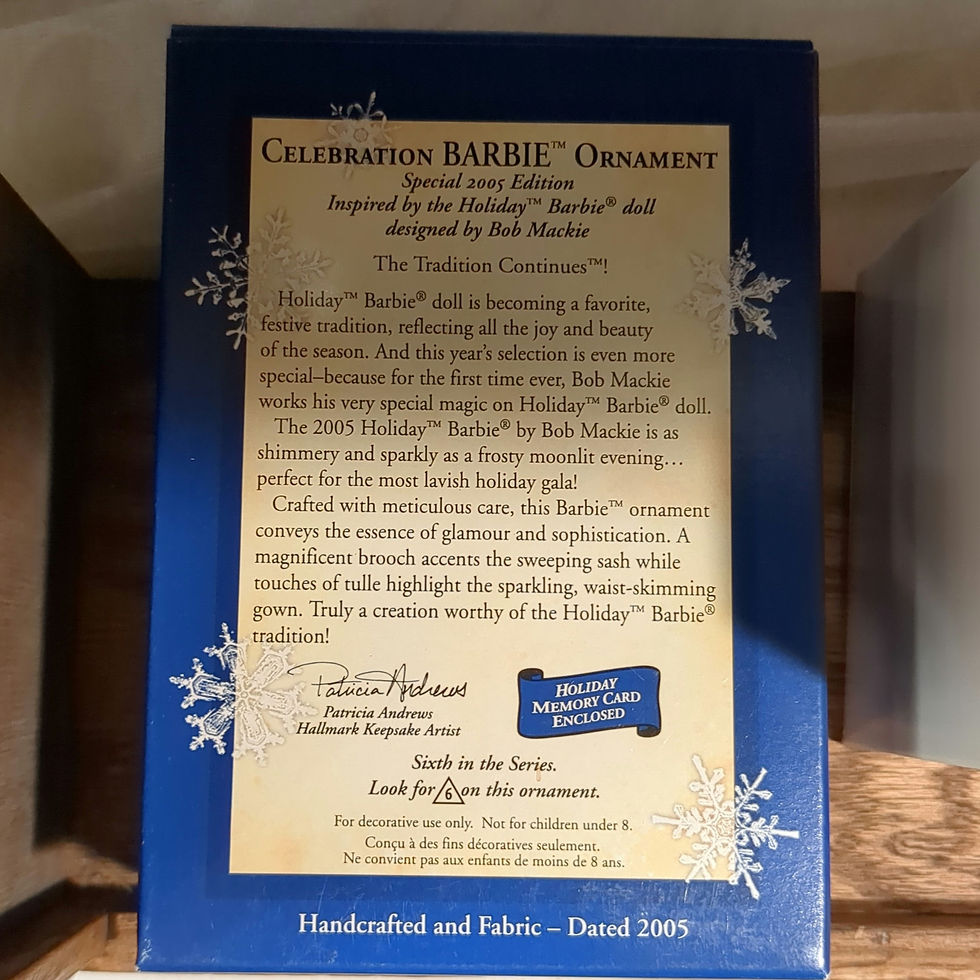 CELEBRATION BARBIE™ ORNAMENT
Special 2005 Edition
Inspired by the Holiday™ Barbie® doll
designed by Bob Mackie
The Tradition Continues™!
Holiday™ Barbie® doll is becoming a favorite,
festive tradition, reflecting all the joy and beauty
of the season. And this year's selection is even more
special–because for the first time ever, Bob Mackie
works his very special magic on Holiday™ Barbie® doll.
The 2005 Holiday™ Barbie® by Bob Mackie is as
shimmery and sparkly as a frosty moonlit evening…
perfect for the most lavish holiday gala!
Crafted with meticulous care, this Barbie™ ornament
conveys the essence of glamour and sophistication. A
magnificent brooch accents the sweeping sash while
touches of tulle highlight the sparkling, waist-skimming
gown. Truly a creation worthy of the Holiday™ Barbie®
tradition!
Patricia Andrews
Patricia Andrews
Hallmark Keepsake Artist
HOLIDAY
MEMORY CARD
ENCLOSED
Sixth in the Series.
Look for 6 on this ornament.
For decorative use only. Not for children under 8.
Conçu à des fins décoratives seulement.
Ne convient pas aux enfants de moins de 8 ans.
Handcrafted and Fabric – Dated 2005